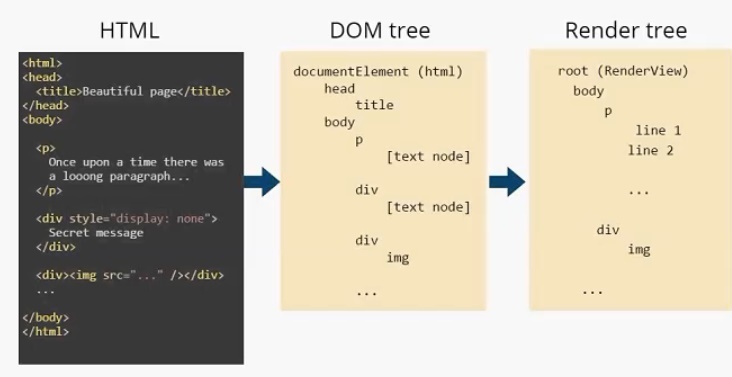 HTML
<html>
<head>
<title>Beautiful page</title>
</head>
<body>
<p>
Once upon a time there was
a looong paragraph...
</p>
<div style="display: none">
Secret message
</div>
<div><img src="..." /></div>
...
</body>
</html>
DOM tree
documentElement (html)
head
title
body
p
[text node]
div
[text node]
div
img
...
Render tree
root (RenderView)
body
p
line 1
line 2
...
div
img
...